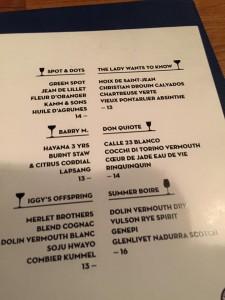 SPOT & DOTS
GREEN SPOT
JEAN DE LILLET
FLEUR D'ORANGER
KAMM & SONS
HUILE D'AGRUMES
14 —
THE LADY WANTS TO KNOW
NOIX DE SAINT-JEAN
CHRISTIAN DROUIN CALVADOS
CHARTREUSE VERTE
VIEUX PONTARLIER ABSINTHE
— 13
BARRY M.
HAVANA 3 YRS
BURNT STAW
& CITRUS CORDIAL
LAPSANG
13 —
DON QUIOTE
CALLE 23 BLANCO
COCCHI DI TORINO VERMOUTH
CŒUR DE JADE EAU DE VIE
RINQUINQUIN
— 14
IGGY'S OFFSPRING
MERLET BROTHERS
BLEND COGNAC
DOLIN VERMOUTH BLANC
SOJU HWAYO
COMBIER KUMMEL
13 —
SUMMER BOIRE
DOLIN VERMOUTH DRY
VULSON RYE SPIRIT
GENEPI
GLENLIVET NADURRA SCOTCH
— 16